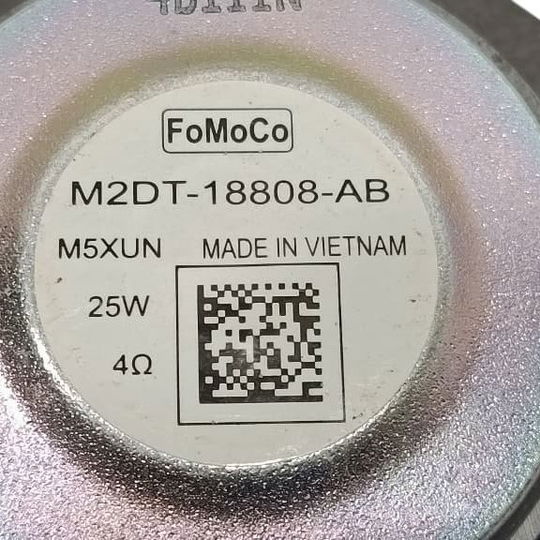 FoMoCo
M2DT-18808-AB
M5XUN MADE IN VIETNAM
25W
4Ω